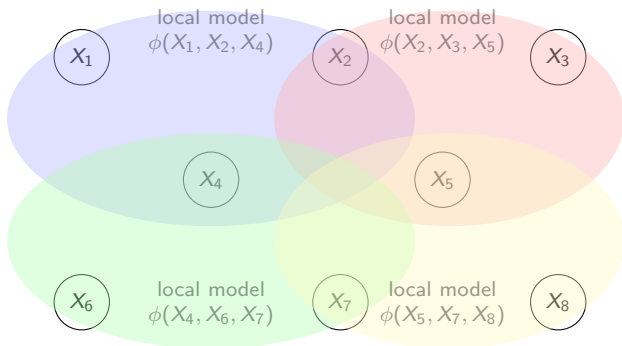 local model
ϕ(X₁, X₂, X₄)
local model
ϕ(X₂, X₃, X₅)
X₁
X₂
X₃
X₄
X₅
X₆
local model
ϕ(X₄, X₆, X₇)
X₇
local model
ϕ(X₅, X₇, X₈)
X₈